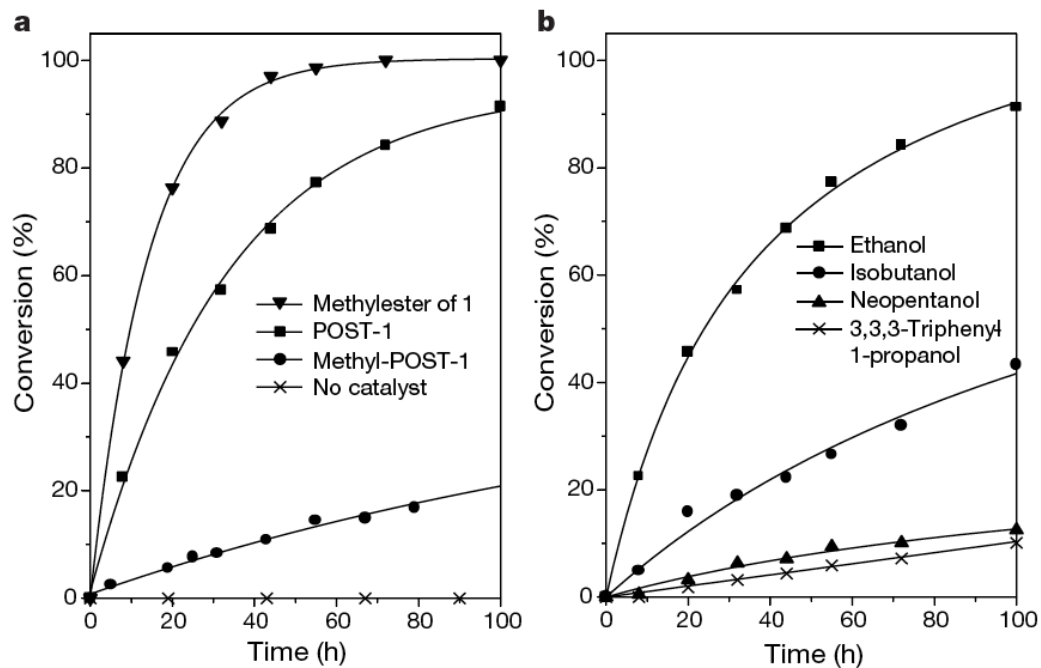 a
100
80
60
40
20
0
Conversion (%)
Methylester of 1
POST-1
Methyl-POST-1
No catalyst
0 20 40 60 80 100
Time (h)
b
100
80
60
40
20
0
Conversion (%)
Ethanol
Isobutanol
Neopentanol
3,3,3-Triphenyl-
1-propanol
0 20 40 60 80 100
Time (h)